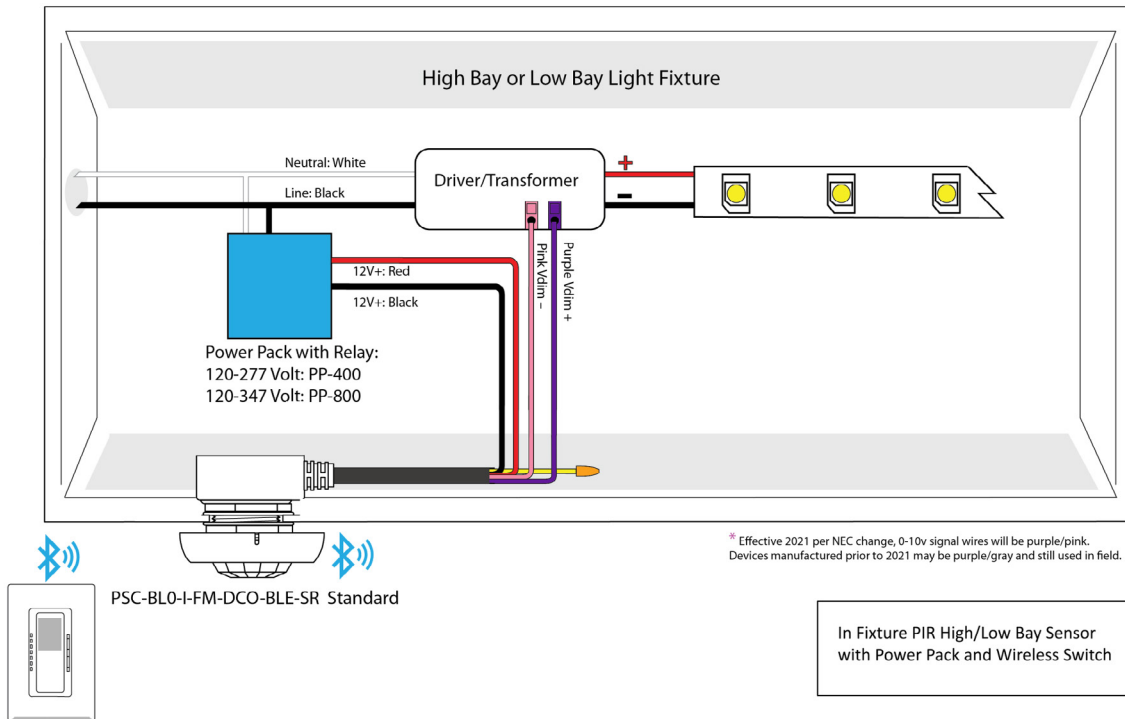 High Bay or Low Bay Light Fixture
Neutral: White
Driver/Transformer
+
Line: Black
-
Pink Vdim –
Purple Vdim +
12V+: Red
12V+: Black
Power Pack with Relay:
120-277 Volt: PP-400
120-347 Volt: PP-800
* Effective 2021 per NEC change, 0-10v signal wires will be purple/pink.
Devices manufactured prior to 2021 may be purple/gray and still used in field.
PSC-BL0-I-FM-DCO-BLE-SR Standard
In Fixture PIR High/Low Bay Sensor
with Power Pack and Wireless Switch